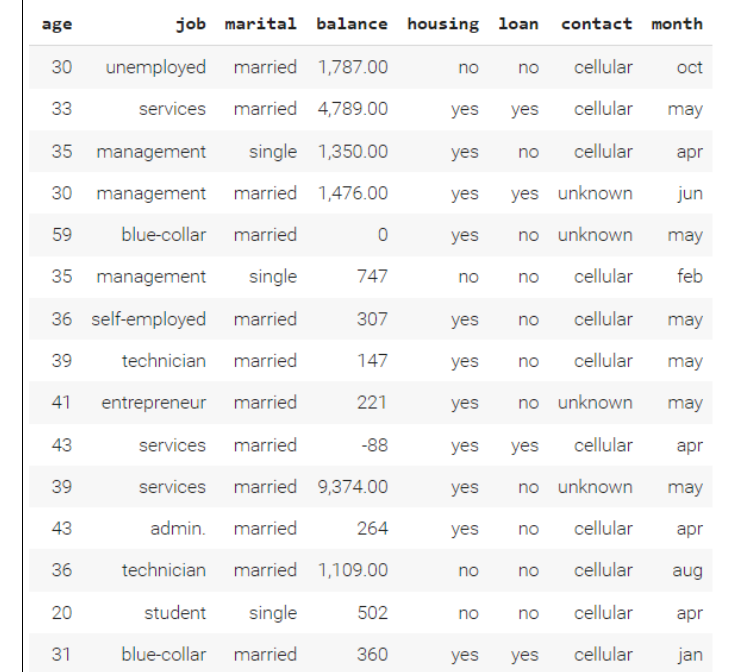 age job marital balance housing loan contact month
30 unemployed married 1,787.00 no no cellular oct
33 services married 4,789.00 yes yes cellular may
35 management single 1,350.00 yes no cellular apr
30 management married 1,476.00 yes yes unknown jun
59 blue-collar married 0 yes no unknown may
35 management single 747 no no cellular feb
36 self-employed married 307 yes no cellular may
39 technician married 147 yes no cellular may
41 entrepreneur married 221 yes no unknown may
43 services married -88 yes yes cellular apr
39 services married 9,374.00 yes no unknown may
43 admin. married 264 yes no cellular apr
36 technician married 1,109.00 no no cellular aug
20 student single 502 no no cellular apr
31 blue-collar married 360 yes yes cellular jan